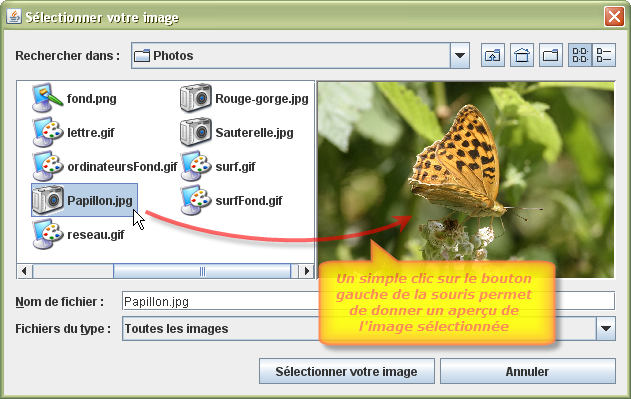 Sélectionner votre image
Rechercher dans : Photos
fond.png
Rouge-gorge.jpg
lettre.gif
Sauterelle.jpg
ordinateursFond.gif
surf.gif
Papillon.jpg
surfFond.gif
reseau.gif
Un simple clic sur le bouton
gauche de la souris permet
de donner un aperçu de
l'image sélectionnée
Nom de fichier : Papillon.jpg
Fichiers du type : Toutes les images
Sélectionner votre image
Annuler